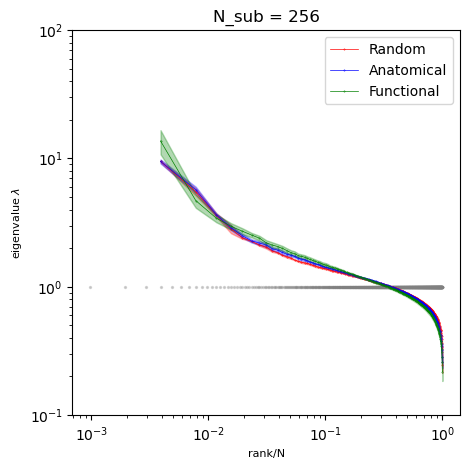 N_sub = 256
10²
10¹
10⁰
10⁻¹
eigenvalue λ
Random
Anatomical
Functional
10⁻³
10⁻²
10⁻¹
10⁰
rank/N